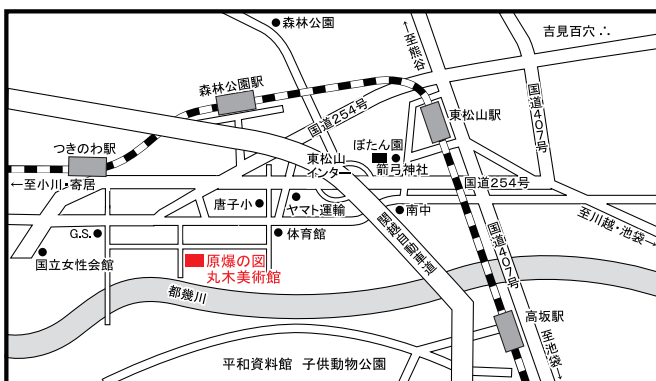 森林公園
←至熊谷
吉見百穴 ∴
森林公園駅
国道254号
国道407号
東松山駅
つきのわ駅
ぼたん園
東松山
インター
箭弓神社
←至小川・寄居
国道254号
唐子小
ヤマト運輸
南中
至川越・池袋→
G.S.
体育館
関越自動車道
国道407号
国立女性会館
原爆の図
丸木美術館
都幾川
高坂駅
至池袋→
平和資料館 子供動物公園